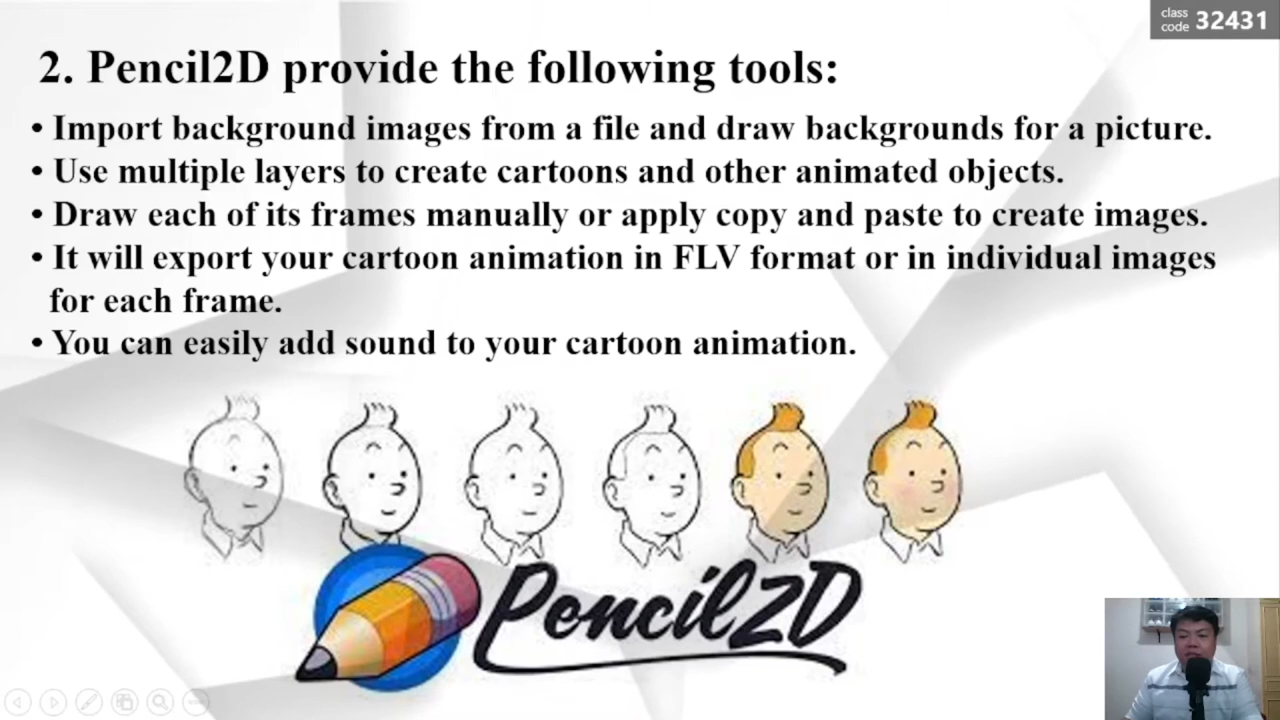 class
code 32431
2. Pencil2D provide the following tools:
• Import background images from a file and draw backgrounds for a picture.
• Use multiple layers to create cartoons and other animated objects.
• Draw each of its frames manually or apply copy and paste to create images.
• It will export your cartoon animation in FLV format or in individual images
for each frame.
• You can easily add sound to your cartoon animation.
Pencil2D